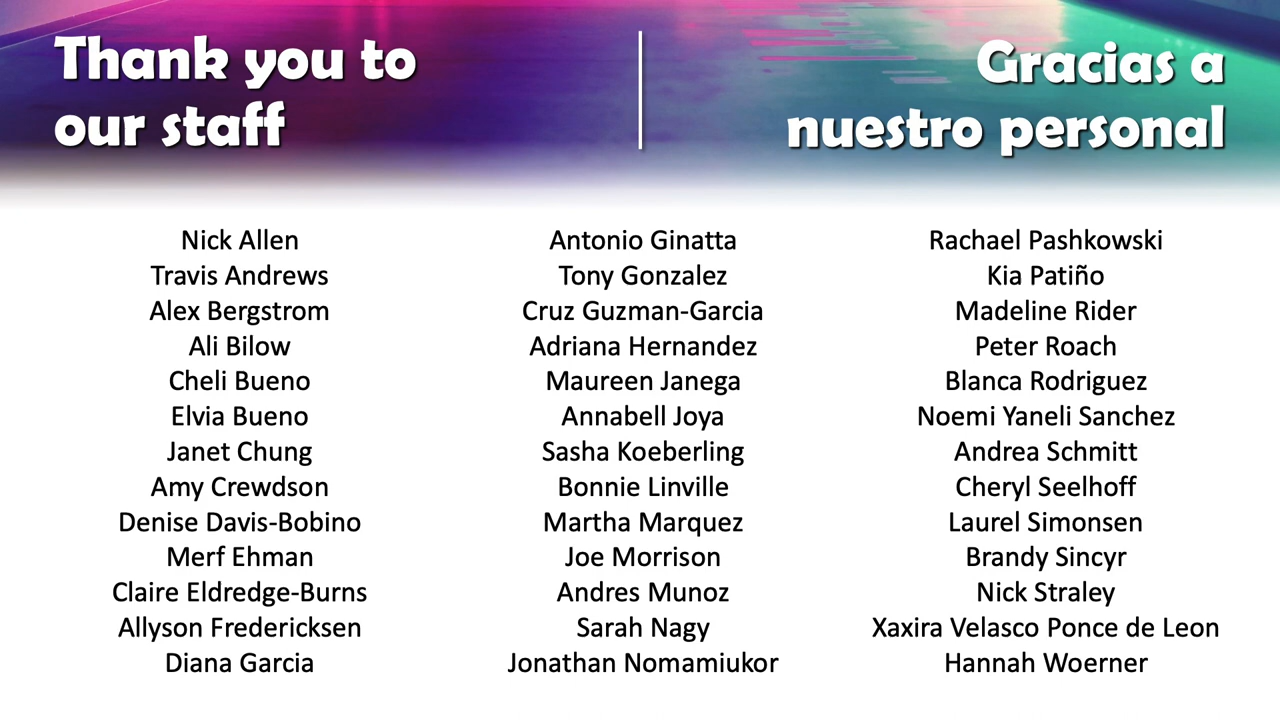 Thank you to
our staff
Gracias a
nuestro personal
Nick Allen
Travis Andrews
Alex Bergstrom
Ali Bilow
Cheli Bueno
Elvia Bueno
Janet Chung
Amy Crewdson
Denise Davis-Bobino
Merf Ehman
Claire Eldredge-Burns
Allyson Fredericksen
Diana Garcia
Antonio Ginatta
Tony Gonzalez
Cruz Guzman-Garcia
Adriana Hernandez
Maureen Janega
Annabell Joya
Sasha Koeberling
Bonnie Linville
Martha Marquez
Joe Morrison
Andres Munoz
Sarah Nagy
Jonathan Nomamiukor
Rachael Pashkowski
Kia Patiño
Madeline Rider
Peter Roach
Blanca Rodriguez
Noemi Yaneli Sanchez
Andrea Schmitt
Cheryl Seelhoff
Laurel Simonsen
Brandy Sincyr
Nick Straley
Xaxira Velasco Ponce de Leon
Hannah Woerner